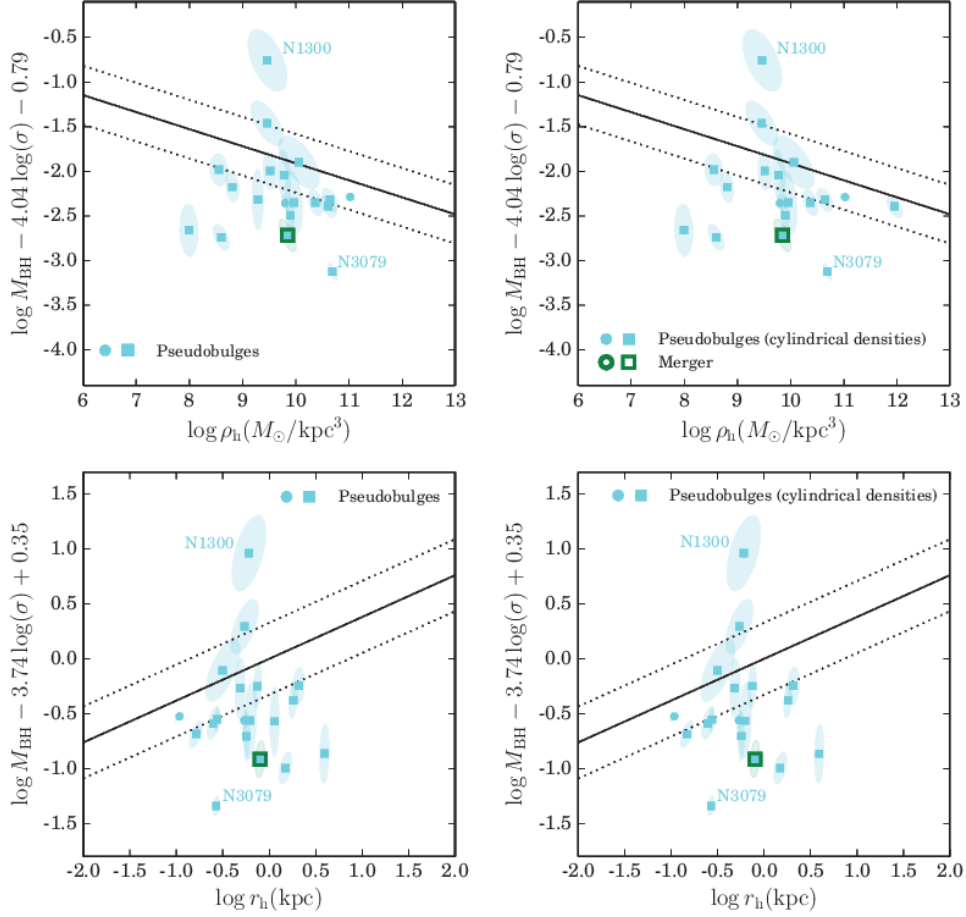 -0.5
-1.0
-1.5
-2.0
-2.5
-3.0
-3.5
-4.0
log M_BH − 4.04 log(σ) − 0.79
N1300
N3079
Pseudobulges
6 7 8 9 10 11 12 13
log ρ_h (M_⊙/kpc³)
-0.5
-1.0
-1.5
-2.0
-2.5
-3.0
-3.5
-4.0
log M_BH − 4.04 log(σ) − 0.79
N1300
N3079
Pseudobulges (cylindrical densities)
Merger
6 7 8 9 10 11 12 13
log ρ_h (M_⊙/kpc³)
1.5
1.0
0.5
0.0
-0.5
-1.0
-1.5
log M_BH − 3.74 log(σ) + 0.35
Pseudobulges
N1300
N3079
-2.0 -1.5 -1.0 -0.5 0.0 0.5 1.0 1.5 2.0
log r_h (kpc)
1.5
1.0
0.5
0.0
-0.5
-1.0
-1.5
log M_BH − 3.74 log(σ) + 0.35
Pseudobulges (cylindrical densities)
N1300
N3079
-2.0 -1.5 -1.0 -0.5 0.0 0.5 1.0 1.5 2.0
log r_h (kpc)